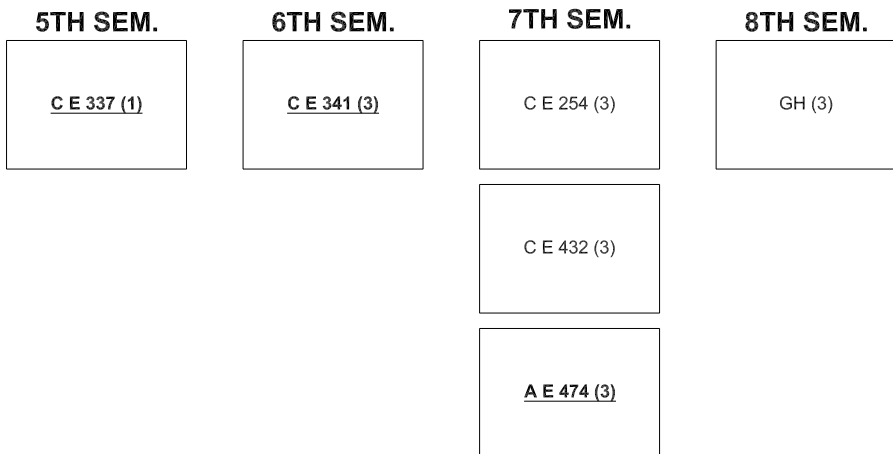 5TH SEM. 6TH SEM. 7TH SEM. 8TH SEM.
C E 337 (1) C E 341 (3) C E 254 (3) GH (3)
C E 432 (3)
A E 474 (3)